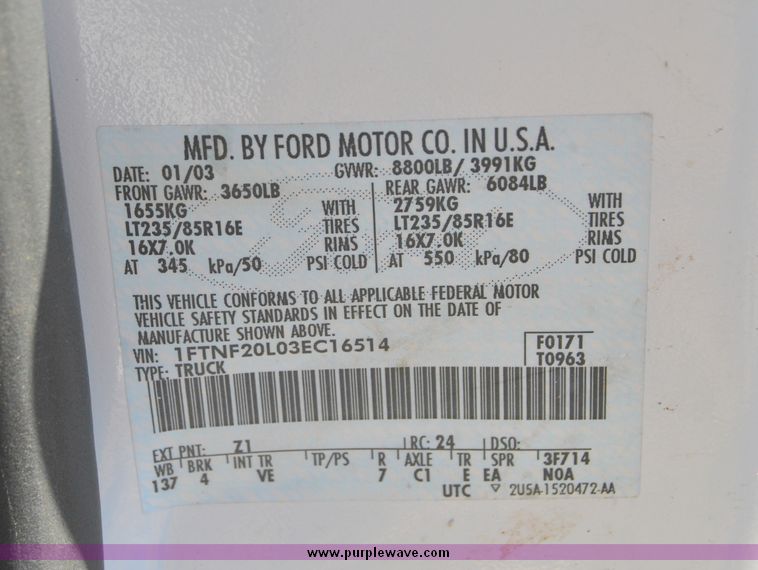 MFD. BY FORD MOTOR CO. IN U.S.A.
DATE: 01/03 GVWR: 8800LB/ 3991KG
FRONT GAWR: 3650LB REAR GAWR: 6084LB
1655KG WITH 2759KG WITH
LT235/85R16E TIRES LT235/85R16E TIRES
16X7.0K RIMS 16X7.0K RIMS
AT 345 kPa/50 PSI COLD AT 550 kPa/80 PSI COLD
THIS VEHICLE CONFORMS TO ALL APPLICABLE FEDERAL MOTOR
VEHICLE SAFETY STANDARDS IN EFFECT ON THE DATE OF
MANUFACTURE SHOWN ABOVE.
VIN: 1FTNF20L03EC16514 F0171
TYPE: TRUCK T0963
EXT PNT: Z1 RC: 24 DSO:
WB BRK INT TR TP/PS R AXLE TR SPR 3F714
137 4 VE 7 C1 E EA NOA
UTC ▽ 2U5A-1520472-AA
www.purplewave.com